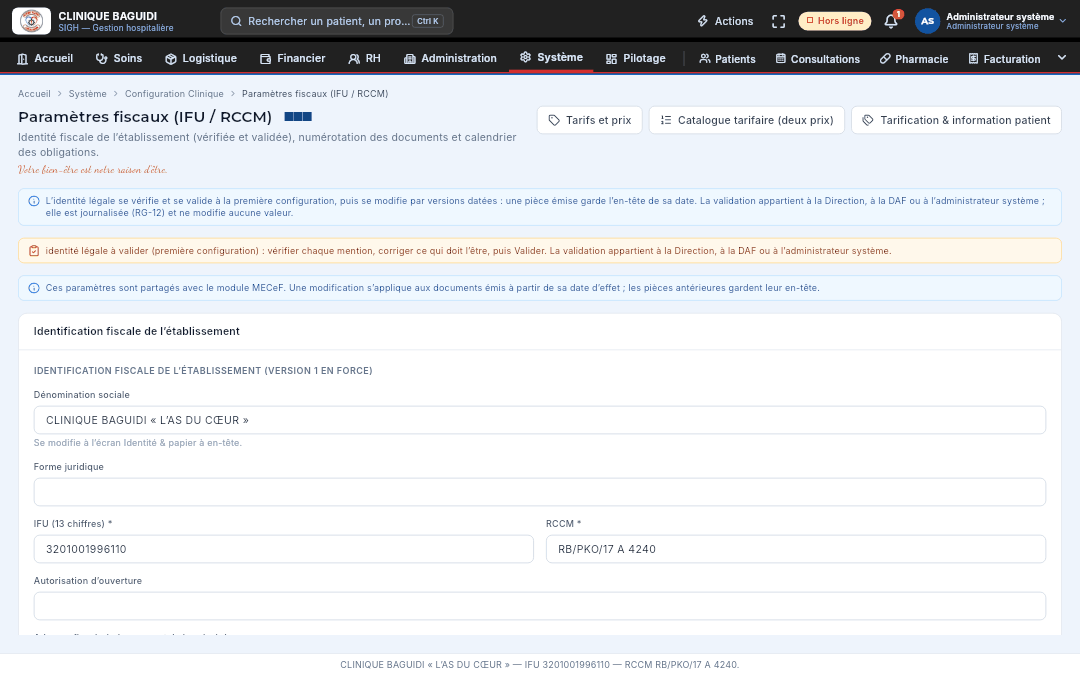 CLINIQUE BAGUIDI
SIGH — Gestion hospitalière
Rechercher un patient, un pro... Ctrl K
Actions
Hors ligne
1
AS
Administrateur système
Administrateur système
Accueil
Soins
Logistique
Financier
RH
Administration
Système
Pilotage
Patients
Consultations
Pharmacie
Facturation
Accueil > Système > Configuration Clinique > Paramètres fiscaux (IFU / RCCM)
Paramètres fiscaux (IFU / RCCM)
Identité fiscale de l'établissement (vérifiée et validée), numérotation des documents et calendrier
des obligations.
Votre bien-être est notre raison d'être.
Tarifs et prix
Catalogue tarifaire (deux prix)
Tarification & information patient
L'identité légale se vérifie et se valide à la première configuration, puis se modifie par versions datées : une pièce émise garde l'en-tête de sa date. La validation appartient à la Direction, à la DAF ou à l'administrateur système ;
elle est journalisée (RG-12) et ne modifie aucune valeur.
identité légale à valider (première configuration) : vérifier chaque mention, corriger ce qui doit l'être, puis Valider. La validation appartient à la Direction, à la DAF ou à l'administrateur système.
Ces paramètres sont partagés avec le module MECeF. Une modification s'applique aux documents émis à partir de sa date d'effet ; les pièces antérieures gardent leur en-tête.
Identification fiscale de l'établissement
IDENTIFICATION FISCALE DE L'ÉTABLISSEMENT (VERSION 1 EN FORCE)
Dénomination sociale
CLINIQUE BAGUIDI « L'AS DU CŒUR »
Se modifie à l'écran Identité & papier à en-tête.
Forme juridique
IFU (13 chiffres) *
3201001996110
RCCM *
RB/PKO/17 A 4240
Autorisation d'ouverture
CLINIQUE BAGUIDI « L'AS DU CŒUR » — IFU 3201001996110 — RCCM RB/PKO/17 A 4240.